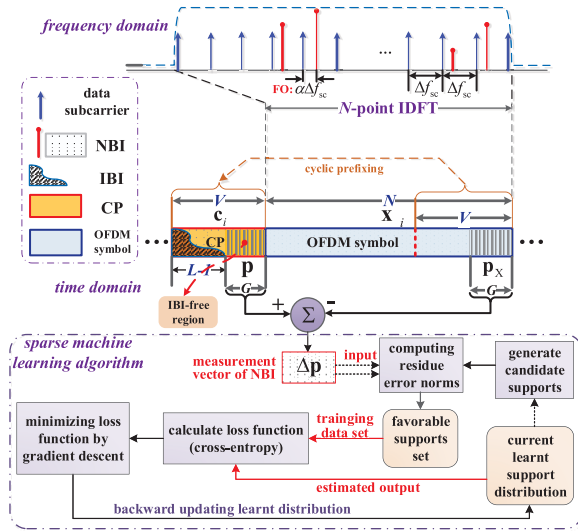 frequency domain
...
FO: αΔf_sc
Δf_sc
Δf_sc
N-point IDFT
data
subcarrier
NBI
IBI
CP
OFDM
symbol
cyclic prefixing
V
N
c_i
x_i
V
CP
OFDM symbol
L-1
p
p_X
G
G
IBI-free
region
time domain
+
-
Σ
sparse machine
learning algorithm
measurement
vector of NBI
Δp
input
computing
residue
error norms
generate
candidate
supports
minimizing loss
function by
gradient descent
calculate loss function
(cross-entropy)
trainging
data set
favorable
supports
set
current
learnt
support
distribution
estimated output
backward updating learnt distribution